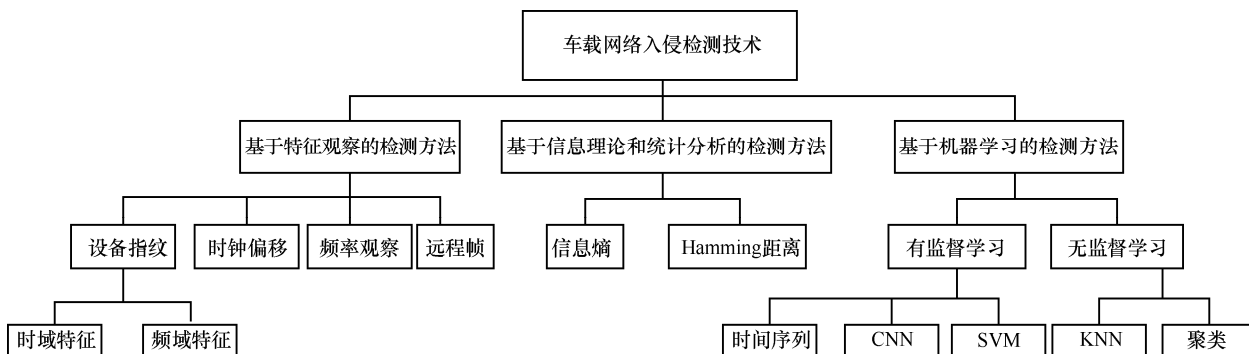 车载网络入侵检测技术
基于特征观察的检测方法
基于信息理论和统计分析的检测方法
基于机器学习的检测方法
设备指纹
时钟偏移
频率观察
远程帧
信息熵
Hamming距离
有监督学习
无监督学习
时域特征
频域特征
时间序列
CNN
SVM
KNN
聚类